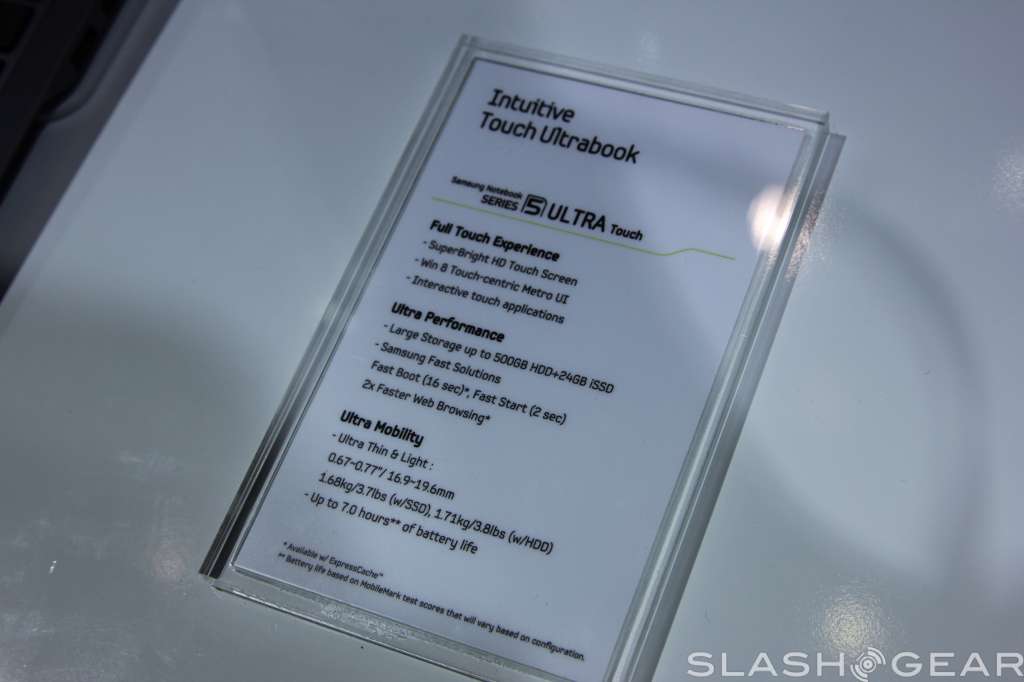 Intuitive
Touch Ultrabook
Samsung Notebook
SERIES 5 ULTRA Touch
Full Touch Experience
- SuperBright HD Touch Screen
- Win 8 Touch-centric Metro UI
- Interactive touch applications
Ultra Performance
- Large Storage up to 500GB HDD+24GB iSSD
- Samsung Fast Solutions
Fast Boot (16 sec)*, Fast Start (2 sec)
2x Faster Web Browsing*
Ultra Mobility
- Ultra Thin & Light :
0.67~0.77"/ 16.9~19.6mm
1.68kg/3.7lbs (w/SSD), 1.71kg/3.8lbs (w/HDD)
- Up to 7.0 hours** of battery life
* Available w/ ExpressCache™
** Battery life based on MobileMark test scores that will vary based on configuration.
SLASH GEAR